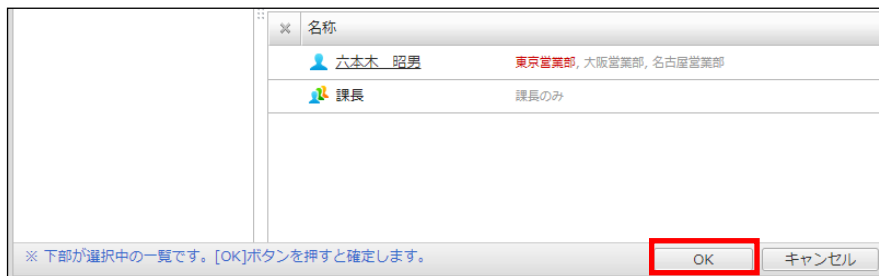 名称
六本木　昭男 東京営業部, 大阪営業部, 名古屋営業部
課長 課長のみ
※ 下部が選択中の一覧です。[OK]ボタンを押すと確定します。 OK キャンセル